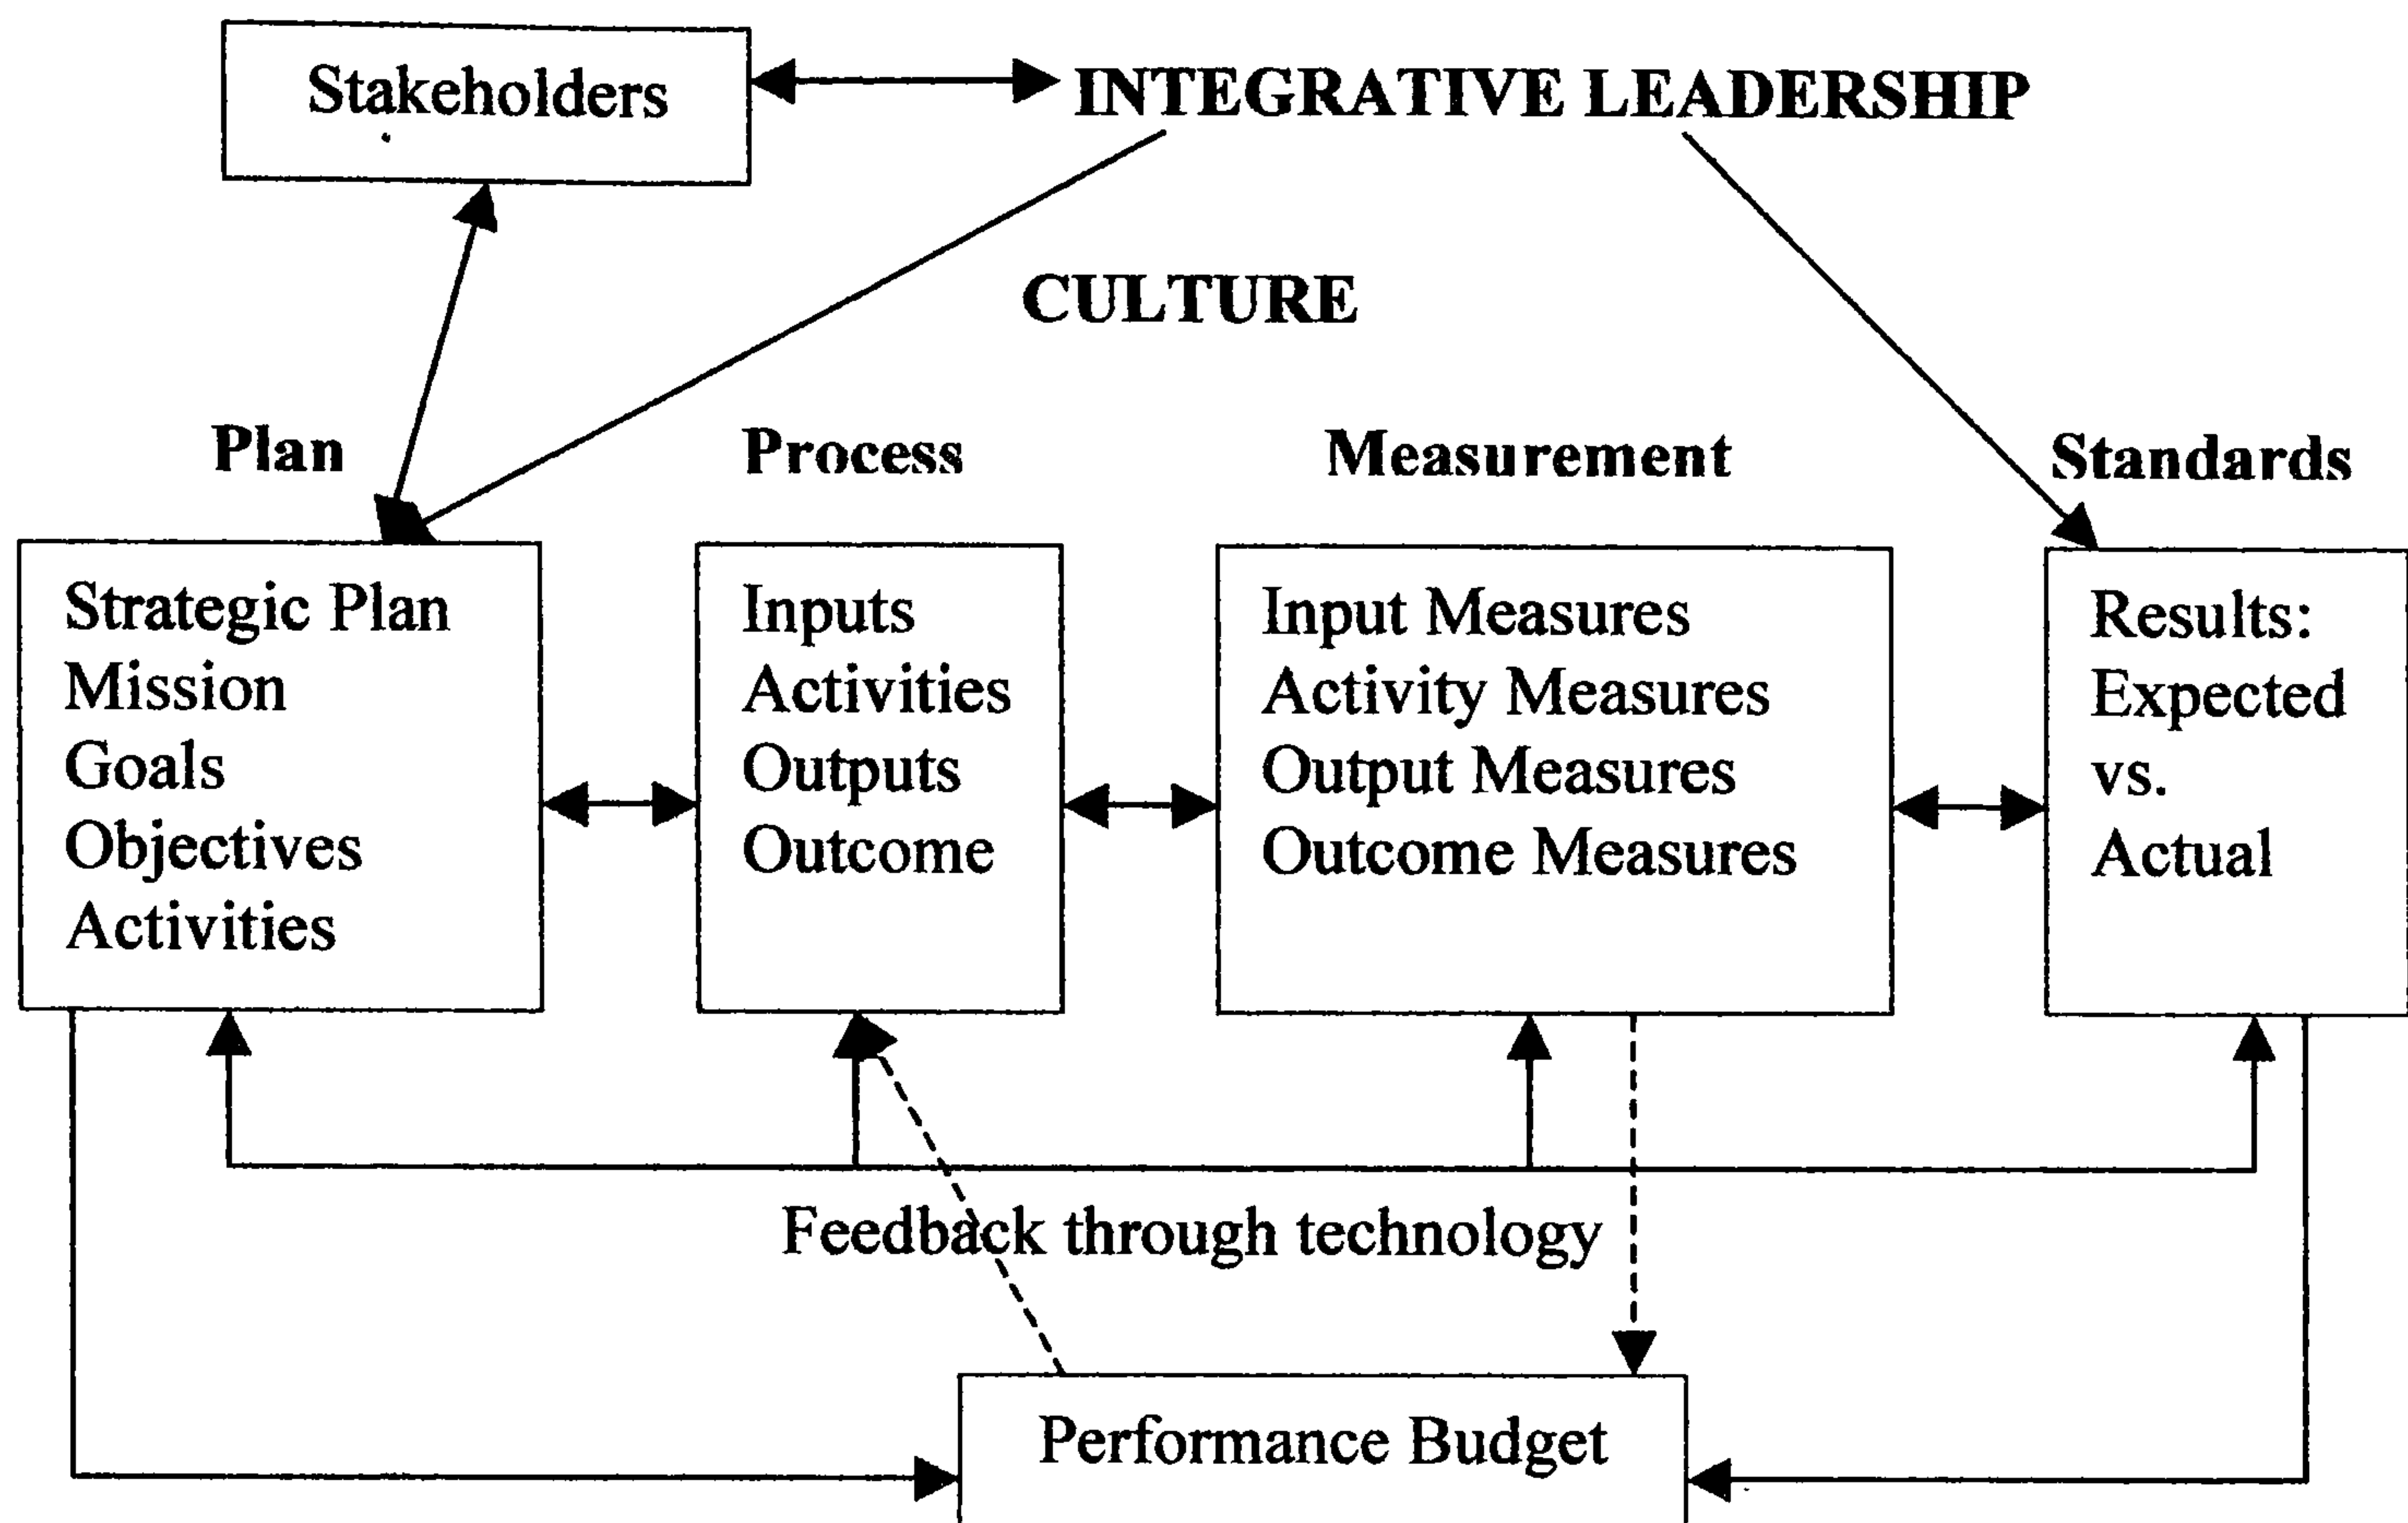 Stakeholders
INTEGRATIVE LEADERSHIP
CULTURE
Plan
Process
Measurement
Standards
Strategic Plan
Mission
Goals
Objectives
Activities
Inputs
Activities
Outputs
Outcome
Input Measures
Activity Measures
Output Measures
Outcome Measures
Results:
Expected
vs.
Actual
Feedback through technology
Performance Budget